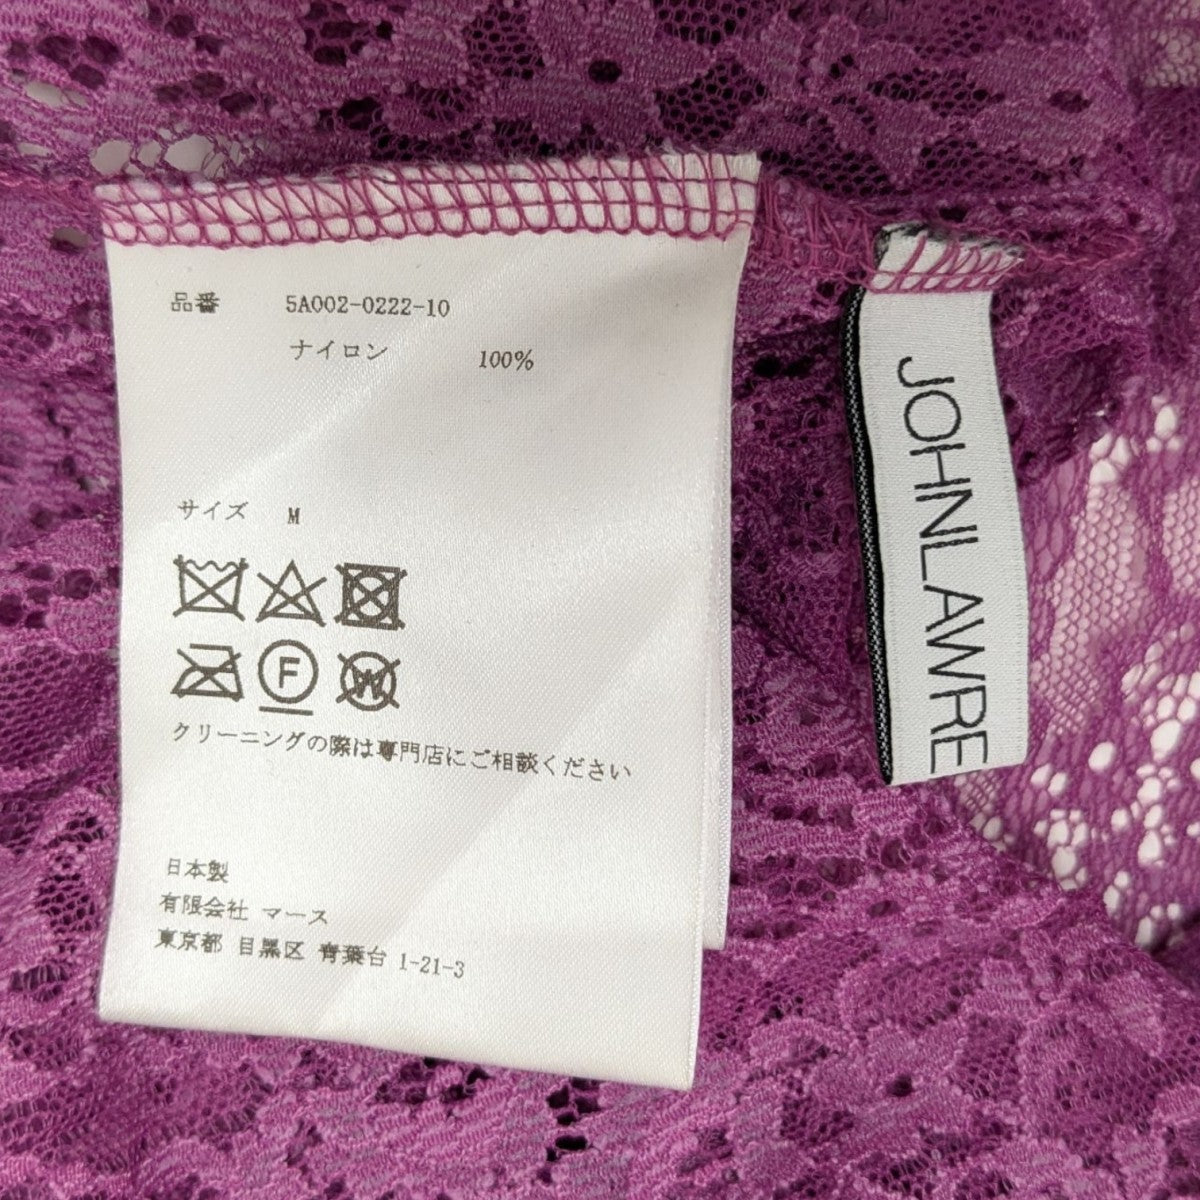 品番 5A002-0222-10
ナイロン 100%
サイズ M
F
W
クリーニングの際は専門店にご相談ください
日本製
有限会社 マース
東京都 目黒区 青葉台 1-21-3
JOHNLAWRE